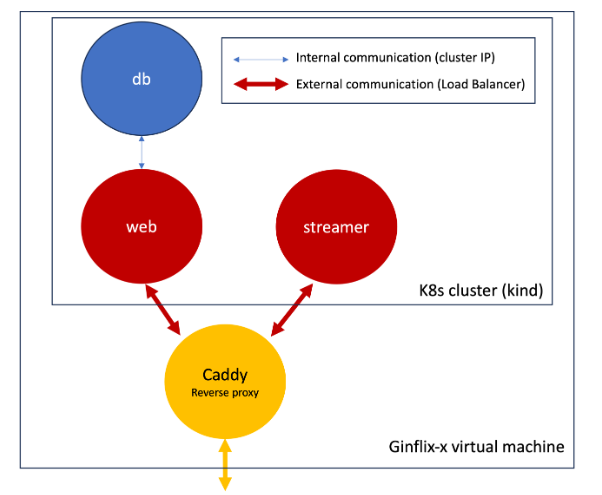 db
Internal communication (cluster IP)
External communication (Load Balancer)
web
streamer
K8s cluster (kind)
Caddy
Reverse proxy
Ginflix-x virtual machine